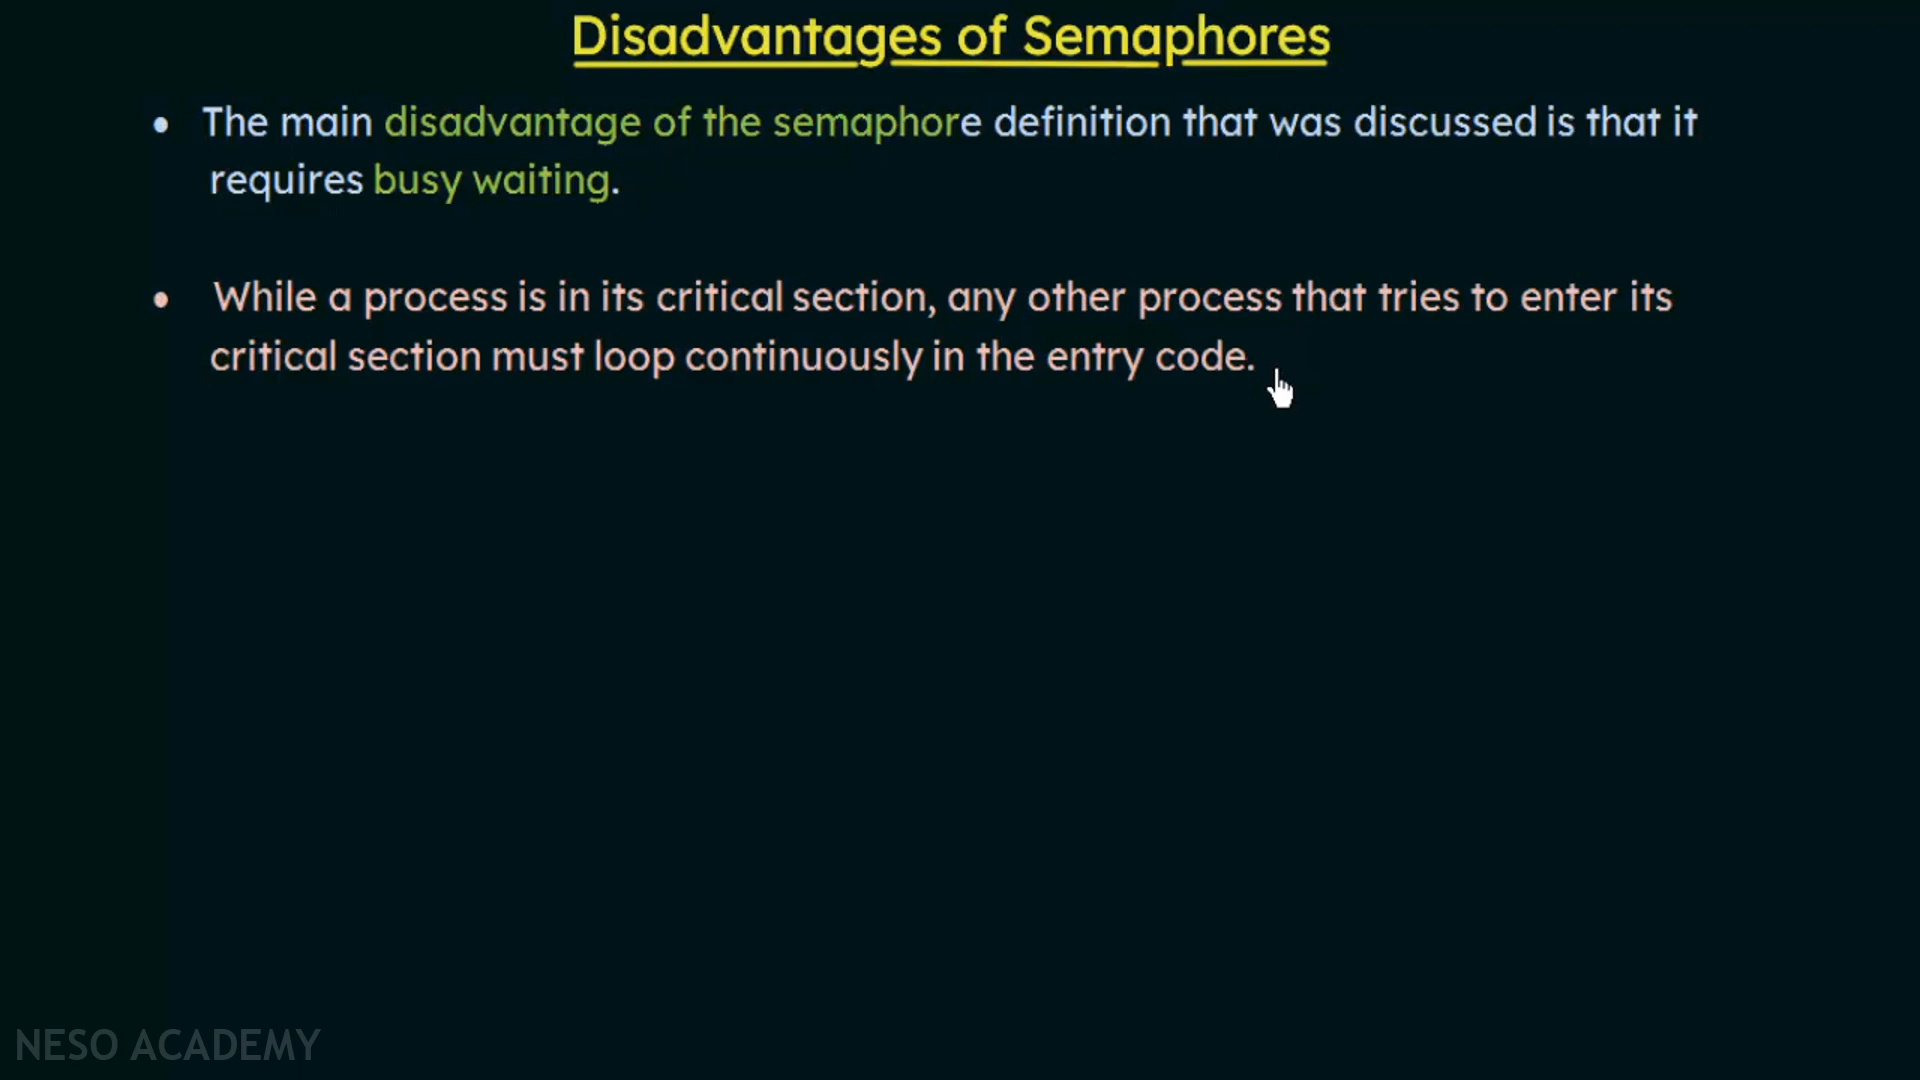 Disadvantages of Semaphores
• The main disadvantage of the semaphore definition that was discussed is that it
requires busy waiting.
• While a process is in its critical section, any other process that tries to enter its
critical section must loop continuously in the entry code.
NESO ACADEMY